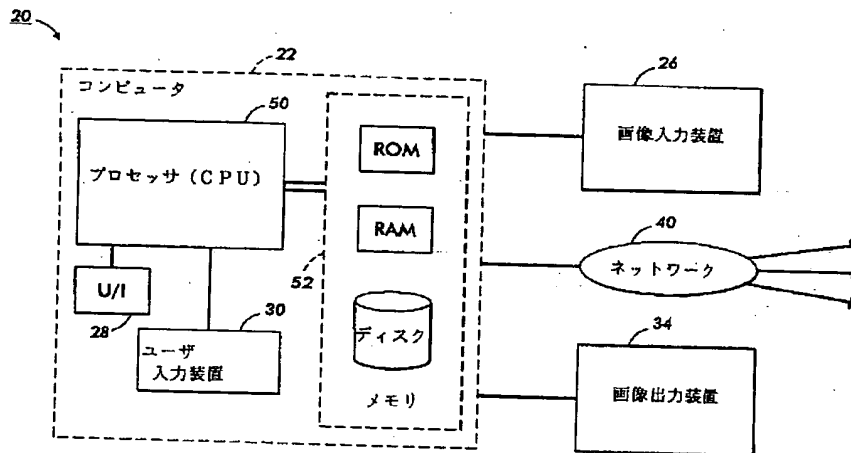 20
22
コンピュータ
50
プロセッサ(CPU)
U/I
28
30
ユーザ
入力装置
52
ROM
RAM
ディスク
メモリ
26
画像入力装置
40
ネットワーク
34
画像出力装置